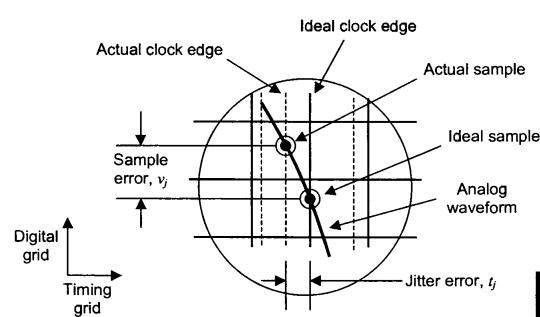 Ideal clock edge
Actual clock edge
Actual sample
Ideal sample
Sample
error, vj
Analog
waveform
Digital
grid
Timing
grid
Jitter error, tj